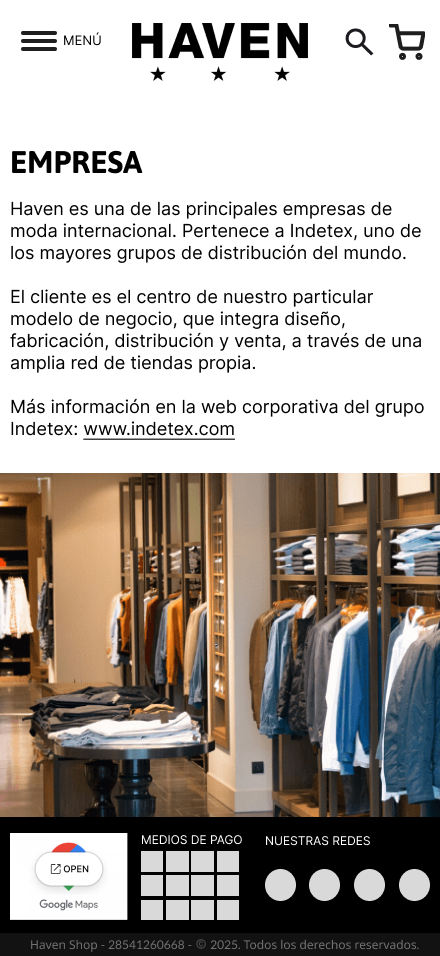 MENÚ
HAVEN
EMPRESA
Haven es una de las principales empresas de
moda internacional. Pertenece a Indetex, uno de
los mayores grupos de distribución del mundo.
El cliente es el centro de nuestro particular
modelo de negocio, que integra diseño,
fabricación, distribución y venta, a través de una
amplia red de tiendas propia.
Más información en la web corporativa del grupo
Indetex: www.indetex.com
MEDIOS DE PAGO
NUESTRAS REDES
OPEN
Google Maps
Haven Shop - 28541260668 - © 2025. Todos los derechos reservados.